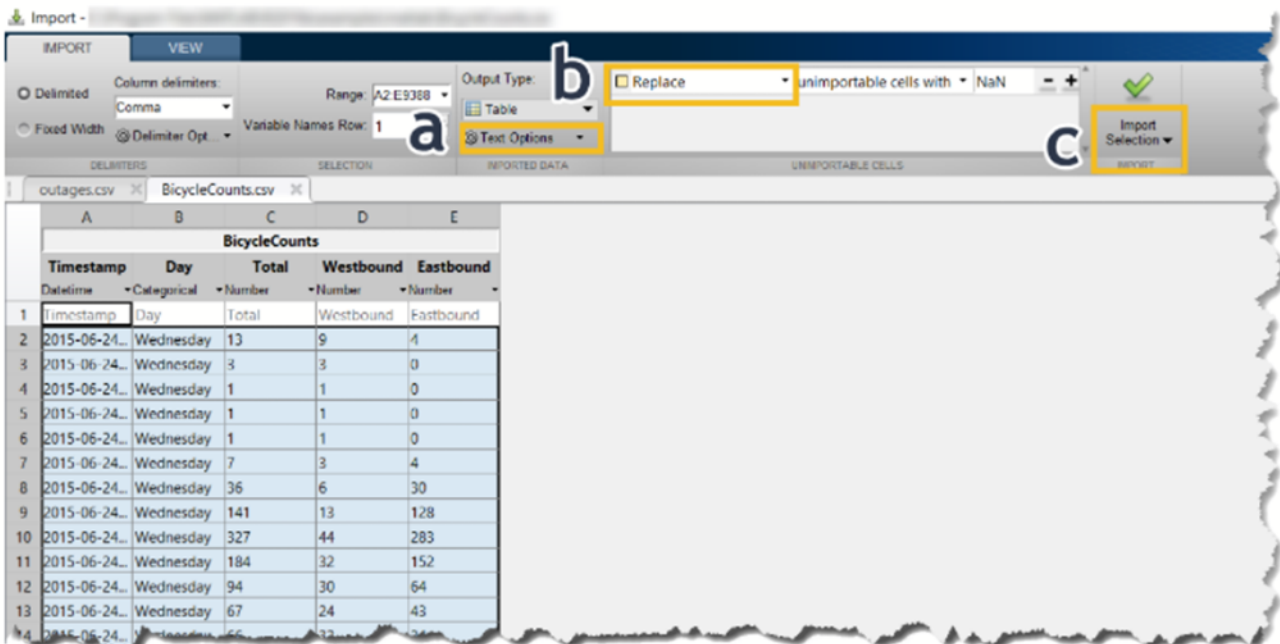 Import -
IMPORT VIEW
Delimited
Column delimiters:
Comma
Fixed Width
Delimiter Opt...
DELIMITERS
Range: A2:E9388
Variable Names Row: 1
SELECTION
a
Output Type:
Table
Text Options
IMPORTED DATA
b
Replace unimportable cells with NaN - +
UNIMPORTABLE CELLS
c
Import
Selection
IMPORT
outages.csv BicycleCounts.csv
A B C D E
BicycleCounts
Timestamp Day Total Westbound Eastbound
Datetime Categorical Number Number Number
1 Timestamp Day Total Westbound Eastbound
2 2015-06-24... Wednesday 13 9 4
3 2015-06-24... Wednesday 3 3 0
4 2015-06-24... Wednesday 1 1 0
5 2015-06-24... Wednesday 1 1 0
6 2015-06-24... Wednesday 1 1 0
7 2015-06-24... Wednesday 7 3 4
8 2015-06-24... Wednesday 36 6 30
9 2015-06-24... Wednesday 141 13 128
10 2015-06-24... Wednesday 327 44 283
11 2015-06-24... Wednesday 184 32 152
12 2015-06-24... Wednesday 94 30 64
13 2015-06-24... Wednesday 67 24 43